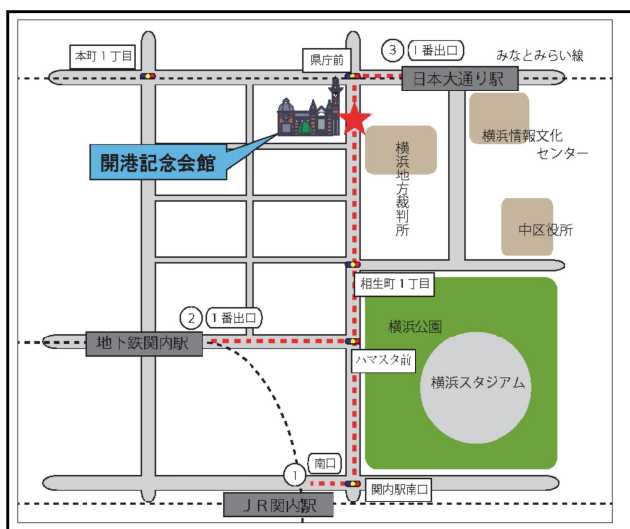 本町1丁目
県庁前
③ 1番出口
みなとみらい線
日本大通り駅
開港記念会館
横浜地方裁判所
横浜情報文化
センター
中区役所
相生町1丁目
② 1番出口
地下鉄関内駅
ハマスタ前
横浜公園
横浜スタジアム
① 南口
関内駅南口
JR関内駅